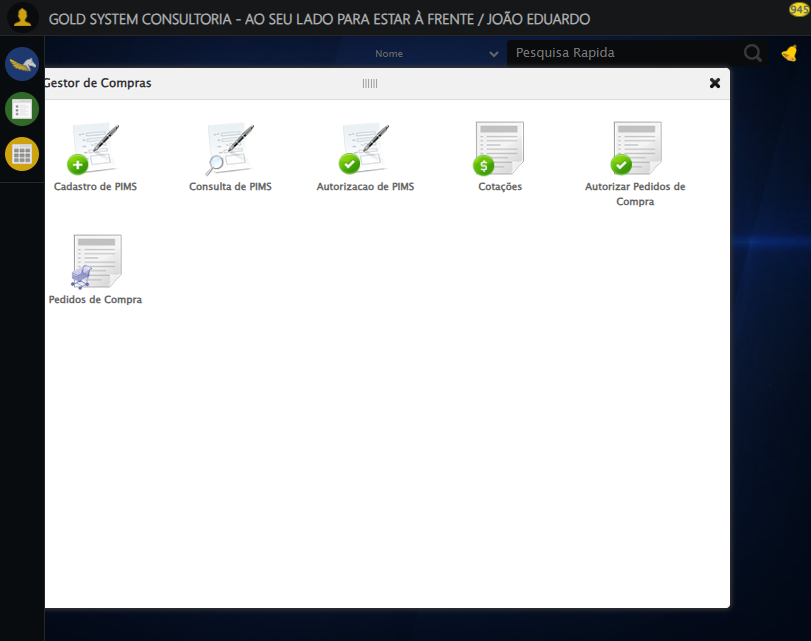 GOLD SYSTEM CONSULTORIA - AO SEU LADO PARA ESTAR À FRENTE / JOÃO EDUARDO
945
Nome
Pesquisa Rapida
Gestor de Compras
Cadastro de PIMS
Consulta de PIMS
Autorizacao de PIMS
Cotações
Autorizar Pedidos de
Compra
Pedidos de Compra